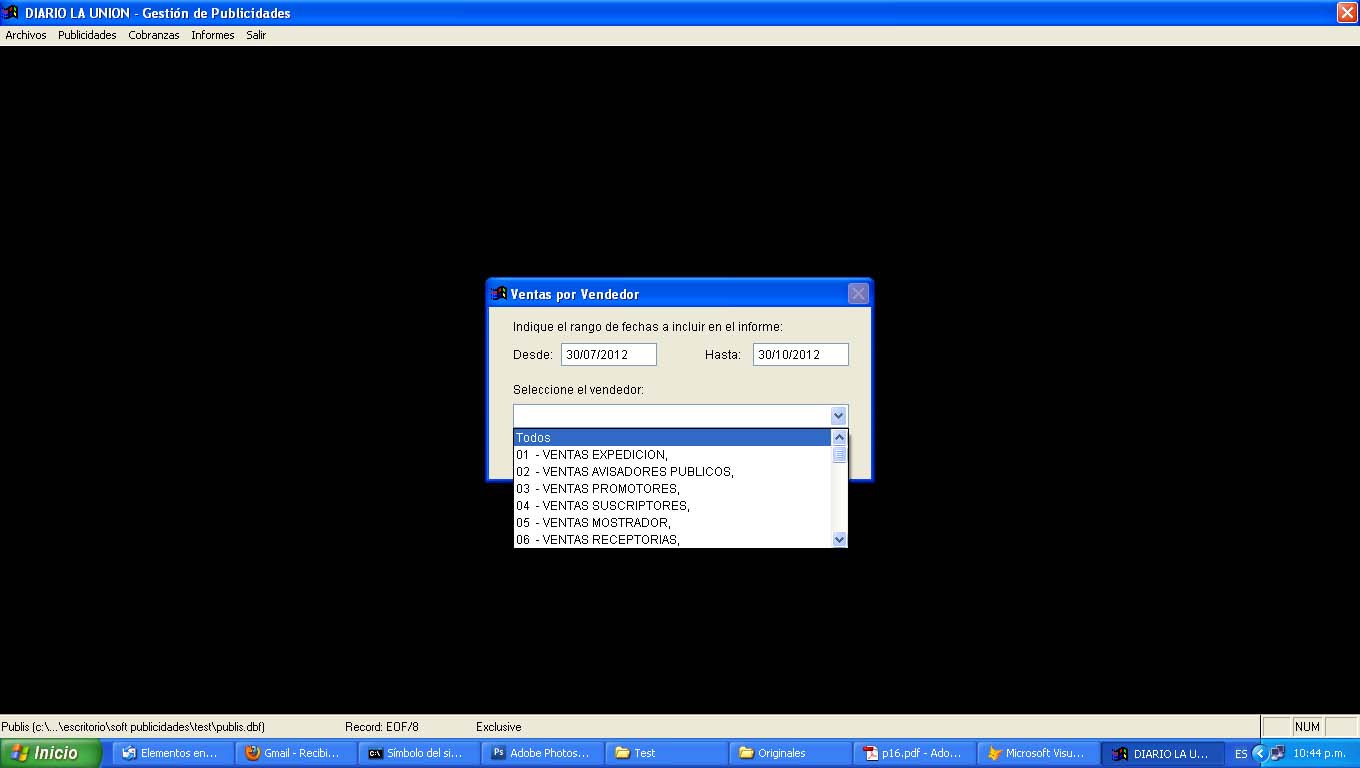 DIARIO LA UNION - Gestión de Publicidades
Archivos Publicidades Cobranzas Informes Salir
Ventas por Vendedor
Indique el rango de fechas a incluir en el informe:
Desde: 30/07/2012 Hasta: 30/10/2012
Seleccione el vendedor:
Todos
01 - VENTAS EXPEDICION,
02 - VENTAS AVISADORES PUBLICOS,
03 - VENTAS PROMOTORES,
04 - VENTAS SUSCRIPTORES,
05 - VENTAS MOSTRADOR,
06 - VENTAS RECEPTORIAS,
Publis (c:\...\escritorio\soft publicidades\test\publis.dbf) Record: EOF/8 Exclusive NUM
Inicio Elementos en... Gmail - Recibi... Símbolo del si... Adobe Photos... Test Originales p16.pdf - Ado... Microsoft Visu... DIARIO LA U... ES 10:44 p.m.